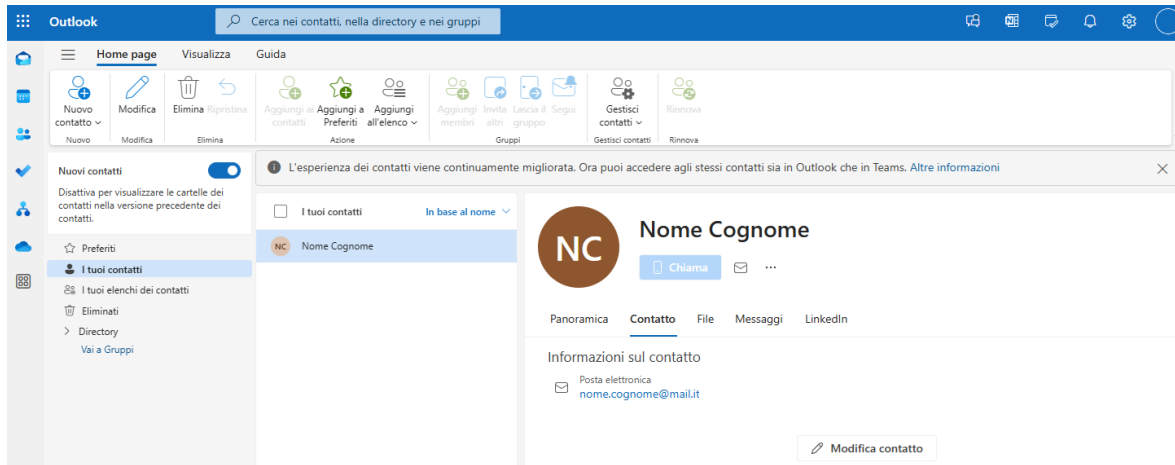 Outlook
Cerca nei contatti, nella directory e nei gruppi
Home page
Visualizza
Guida
Nuovo
contatto
Modifica
Elimina
Ripristina
Aggiungi ai
contatti
Aggiungi a
Preferiti
Aggiungi
all'elenco
Aggiungi
membri
Invita
altri
Lascia il
gruppo
Segui
Gestisci
contatti
Rinnova
Nuovo
Modifica
Elimina
Azione
Gruppi
Gestisci contatti
Rinnova
Nuovi contatti
Disattiva per visualizzare le cartelle dei
contatti nella versione precedente dei
contatti.
Preferiti
I tuoi contatti
I tuoi elenchi dei contatti
Eliminati
Directory
Vai a Gruppi
L'esperienza dei contatti viene continuamente migliorata. Ora puoi accedere agli stessi contatti sia in Outlook che in Teams. Altre informazioni
I tuoi contatti
In base al nome
NC
Nome Cognome
NC
Nome Cognome
Chiama
Panoramica
Contatto
File
Messaggi
LinkedIn
Informazioni sul contatto
Posta elettronica
nome.cognome@mail.it
Modifica contatto